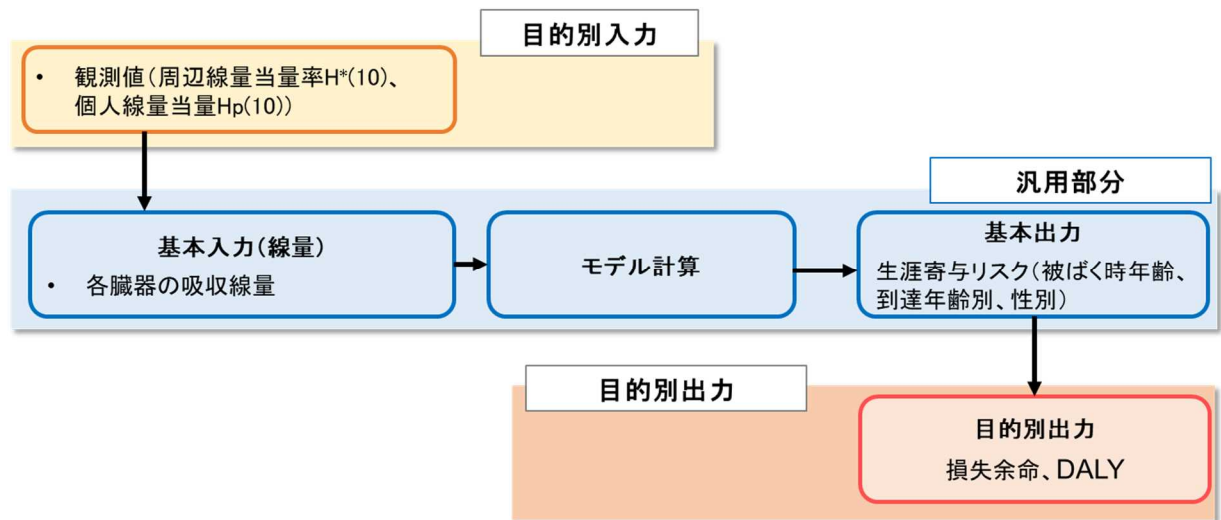 目的別入力
• 観測値（周辺線量当量率H*(10)、
個人線量当量Hp(10)）
汎用部分
基本入力（線量）
• 各臓器の吸収線量
モデル計算
基本出力
生涯寄与リスク（被ばく時年齢、
到達年齢別、性別）
目的別出力
目的別出力
損失余命、DALY